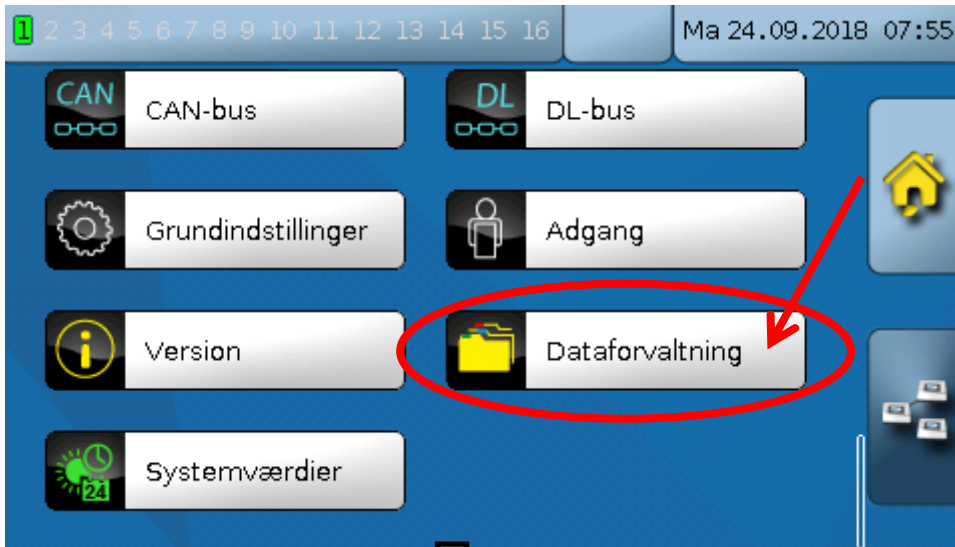 1 2 3 4 5 6 7 8 9 10 11 12 13 14 15 16 Ma 24.09.2018 07:55
CAN CAN-bus DL DL-bus
Grundindstillinger Adgang
Version Dataforvaltning
24 Systemværdier